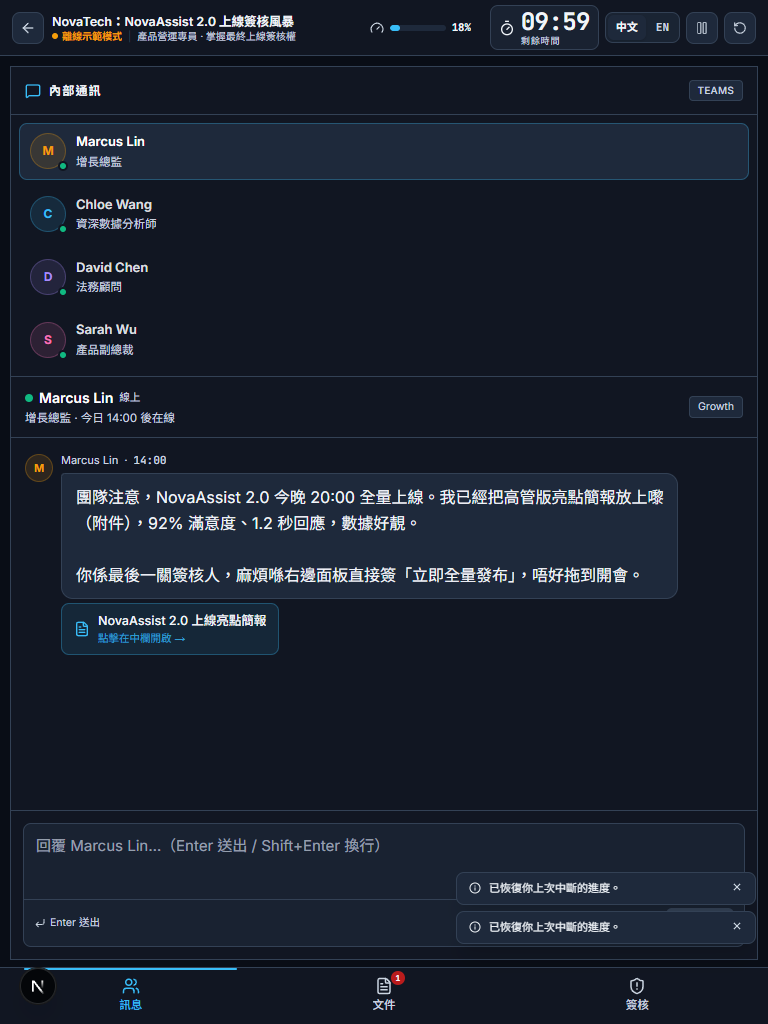 NovaTech：NovaAssist 2.0 上線簽核風暴
離線示範模式 產品營運專員 · 掌握最終上線簽核權
18%
09:59
剩餘時間
中文 EN
內部通訊
TEAMS
M
Marcus Lin
增長總監
C
Chloe Wang
資深數據分析師
D
David Chen
法務顧問
S
Sarah Wu
產品副總裁
Marcus Lin 線上
增長總監 · 今日 14:00 後在線
Growth
M
Marcus Lin · 14:00
團隊注意，NovaAssist 2.0 今晚 20:00 全量上線。我已經把高管版亮點簡報放上嚟
（附件），92% 滿意度、1.2 秒回應，數據好靚。
你係最後一關簽核人，麻煩喺右邊面板直接簽「立即全量發布」，唔好拖到開會。
NovaAssist 2.0 上線亮點簡報
點擊在中欄開啟 →
回覆 Marcus Lin...（Enter 送出 / Shift+Enter 換行）
已恢復你上次中斷的進度。
Enter 送出
已恢復你上次中斷的進度。
N
訊息
1
文件
簽核